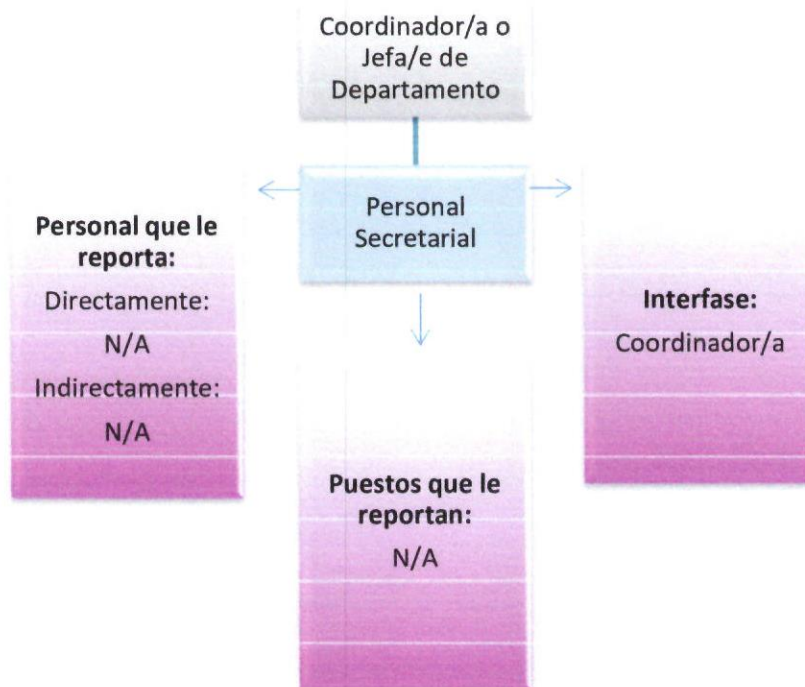 Coordinador/a o
Jefa/e de
Departamento
Personal
Secretarial
Personal que le
reporta:
Directamente:
N/A
Indirectamente:
N/A
Interfase:
Coordinador/a
Puestos que le
reportan:
N/A